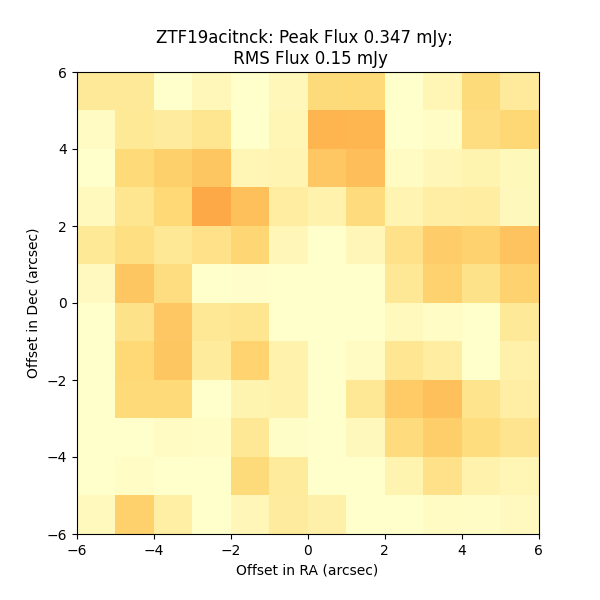 ZTF19acitnck: Peak Flux 0.347 mJy;
RMS Flux 0.15 mJy
6
4
2
0
−2
−4
−6
Offset in Dec (arcsec)
−6 −4 −2 0 2 4 6
Offset in RA (arcsec)